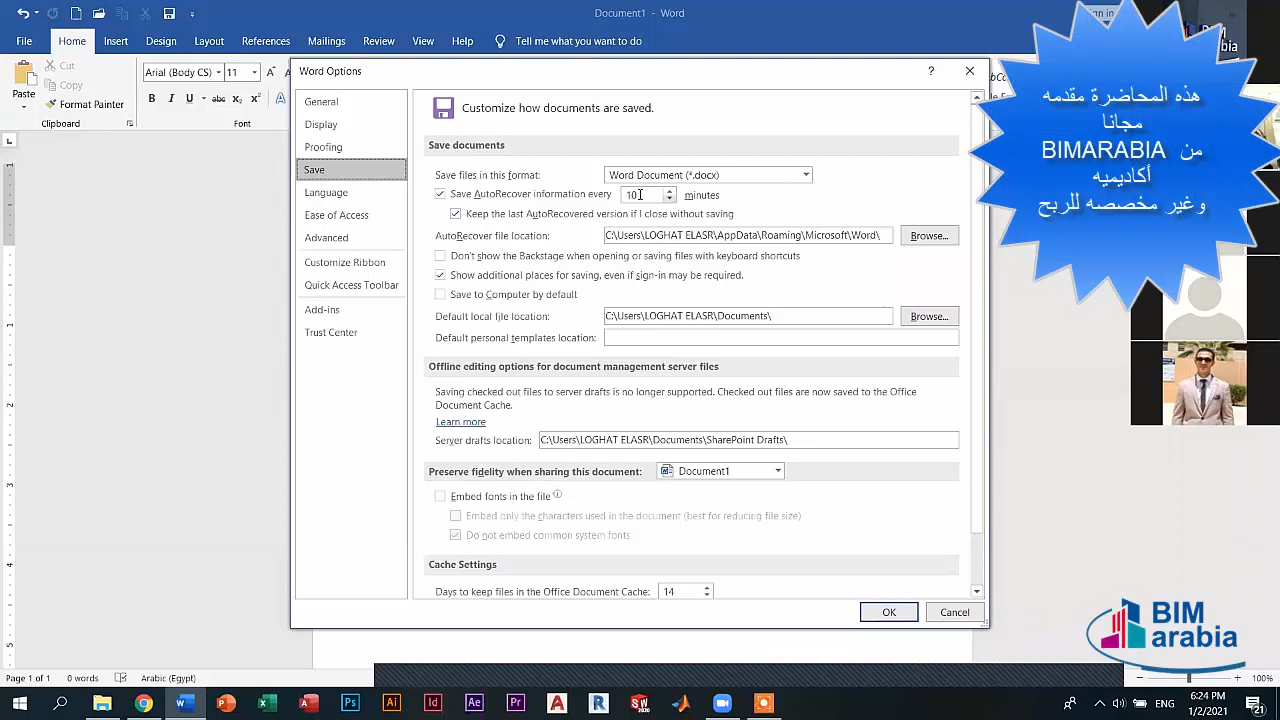 Document1 - Word
File Home Insert Design Layout References Mailings Review View Help Tell me what you want to do
Paste
Cut
Copy
Format Painter
Clipboard
Arial (Body CS) 11
B I U abc X₂ X²
Font
Word Options
General
Display
Proofing
Save
Language
Ease of Access
Advanced
Customize Ribbon
Quick Access Toolbar
Add-ins
Trust Center
Customize how documents are saved.
Save documents
Save files in this format: Word Document (*.docx)
Save AutoRecover information every 10 minutes
Keep the last AutoRecovered version if I close without saving
AutoRecover file location: C:\Users\LOGHAT ELASR\AppData\Roaming\Microsoft\Word\ Browse...
Don't show the Backstage when opening or saving files with keyboard shortcuts
Show additional places for saving, even if sign-in may be required.
Save to Computer by default
Default local file location: C:\Users\LOGHAT ELASR\Documents\ Browse...
Default personal templates location:
Offline editing options for document management server files
Saving checked out files to server drafts is no longer supported. Checked out files are now saved to the Office
Document Cache.
Learn more
Server drafts location: C:\Users\LOGHAT ELASR\Documents\SharePoint Drafts\
Preserve fidelity when sharing this document: Document1
Embed fonts in the file
Embed only the characters used in the document (best for reducing file size)
Do not embed common system fonts
Cache Settings
Days to keep files in the Office Document Cache: 14
OK Cancel
هذه المحاضرة مقدمه
مجانا
من BIMARABIA
أكاديميه
وغير مخصصه للربح
BIM
arabia
Page 1 of 1 0 words Arabic (Egypt) 100%
ENG
6:24 PM
1/2/2021
21